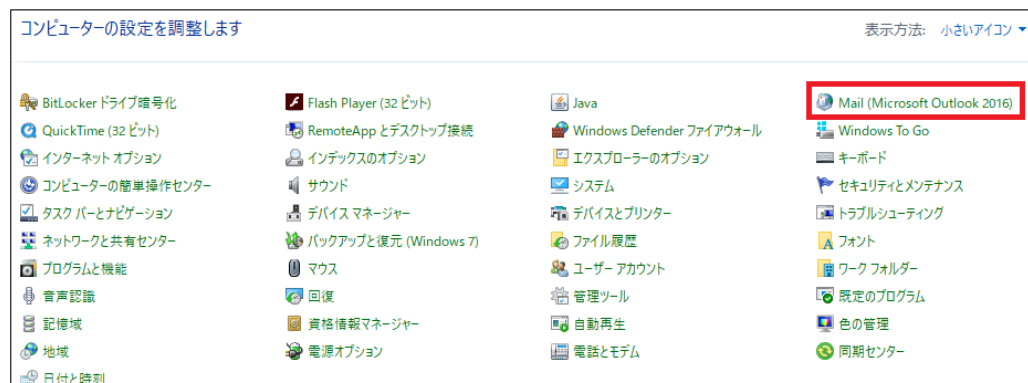 コンピューターの設定を調整します 表示方法: 小さいアイコン
BitLocker ドライブ暗号化 Flash Player (32 ビット) Java Mail (Microsoft Outlook 2016)
QuickTime (32 ビット) RemoteApp とデスクトップ接続 Windows Defender ファイアウォール Windows To Go
インターネット オプション インデックスのオプション エクスプローラーのオプション キーボード
コンピューターの簡単操作センター サウンド システム セキュリティとメンテナンス
タスク バーとナビゲーション デバイス マネージャー デバイスとプリンター トラブルシューティング
ネットワークと共有センター バックアップと復元 (Windows 7) ファイル履歴 フォント
プログラムと機能 マウス ユーザー アカウント ワーク フォルダー
音声認識 回復 管理ツール 既定のプログラム
記憶域 資格情報マネージャー 自動再生 色の管理
地域 電源オプション 電話とモデム 同期センター
日付と時刻